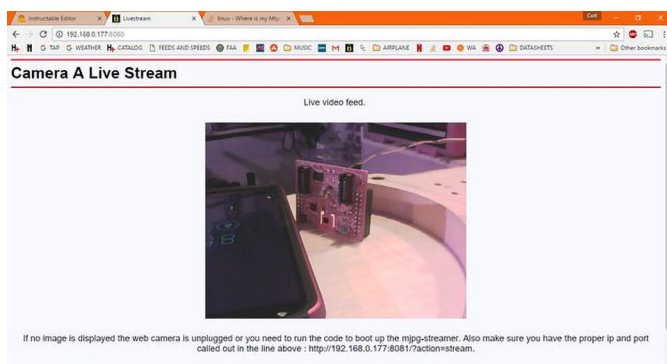 Instructable Editor
Livestream
linux - Where is my http
Curt
192.168.0.177:8080
TAP
WEATHER
CATALOG
FEEDS AND SPEEDS
FAA
MUSIC
AIRPLANE
WA
DATASHEETS
Other bookmarks
Camera A Live Stream
Live video feed.
If no image is displayed the web camera is unplugged or you need to run the code to boot up the mjpg-streamer. Also make sure you have the proper ip and port
called out in the line above : http://192.168.0.177:8081/?action=stream.